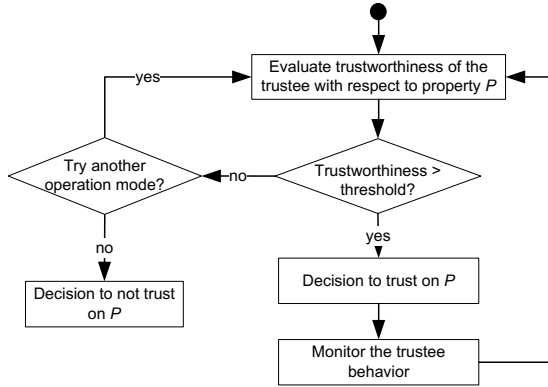 Evaluate trustworthiness of the
trustee with respect to property P
yes
Try another
operation mode?
no
Trustworthiness >
threshold?
no
yes
Decision to not trust
on P
Decision to trust on P
Monitor the trustee
behavior